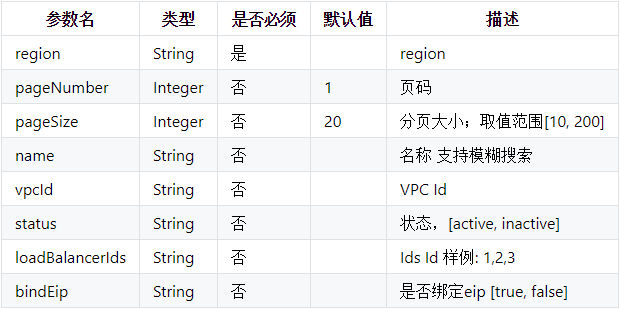 参数名 类型 是否必须 默认值 描述
region String 是 region
pageNumber Integer 否 1 页码
pageSize Integer 否 20 分页大小；取值范围[10, 200]
name String 否 名称 支持模糊搜索
vpcId String 否 VPC Id
status String 否 状态，[active, inactive]
loadBalancerIds String 否 Ids Id 样例: 1,2,3
bindEip String 否 是否绑定eip [true, false]